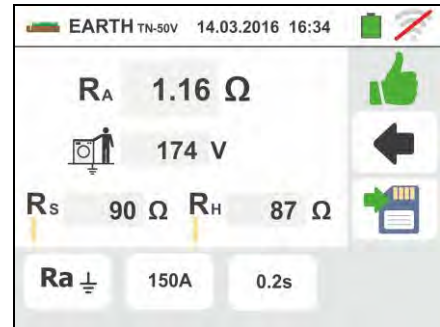 EARTH TN-50V 14.03.2016 16:34
RA 1.16 Ω
174 V
RS 90 Ω RH 87 Ω
Ra 150A 0.2s